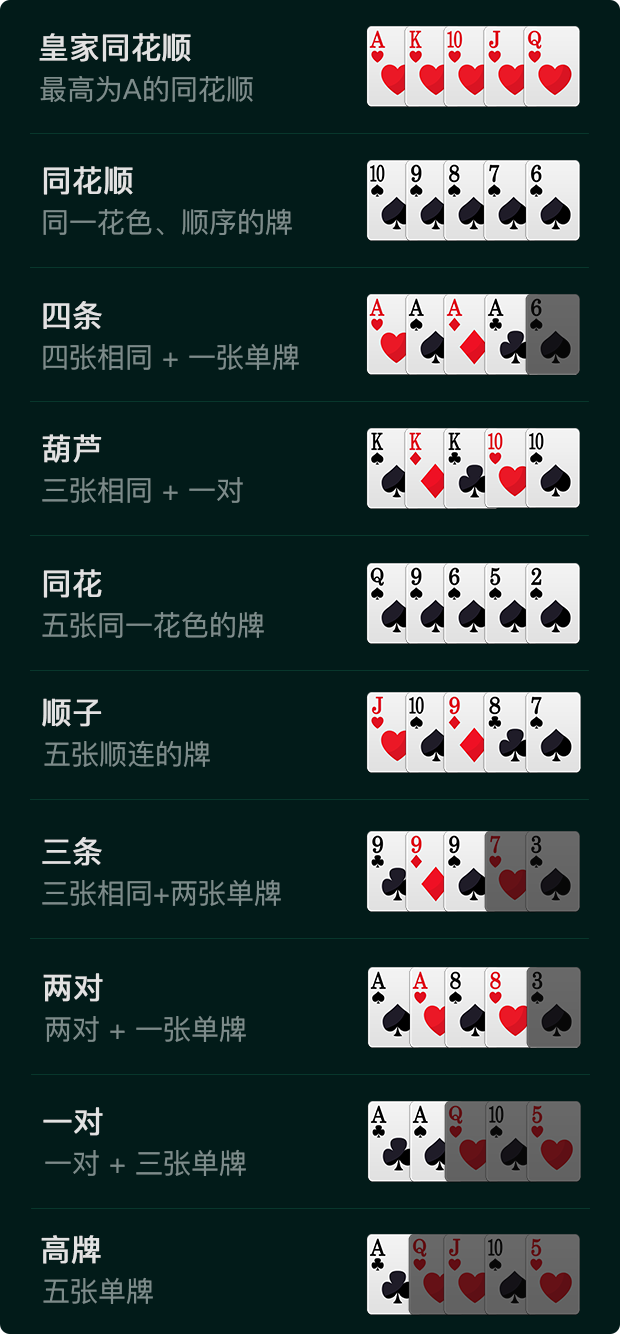 皇家同花顺
最高为A的同花顺
A K 10 J Q
同花顺
同一花色、顺序的牌
10 9 8 7 6
四条
四张相同 + 一张单牌
A A A A 6
葫芦
三张相同 + 一对
K K K 10 10
同花
五张同一花色的牌
Q 9 6 5 2
顺子
五张顺连的牌
J 10 9 8 7
三条
三张相同+两张单牌
9 9 9 7 3
两对
两对 + 一张单牌
A A 8 8 3
一对
一对 + 三张单牌
A A Q 10 5
高牌
五张单牌
A Q J 10 5